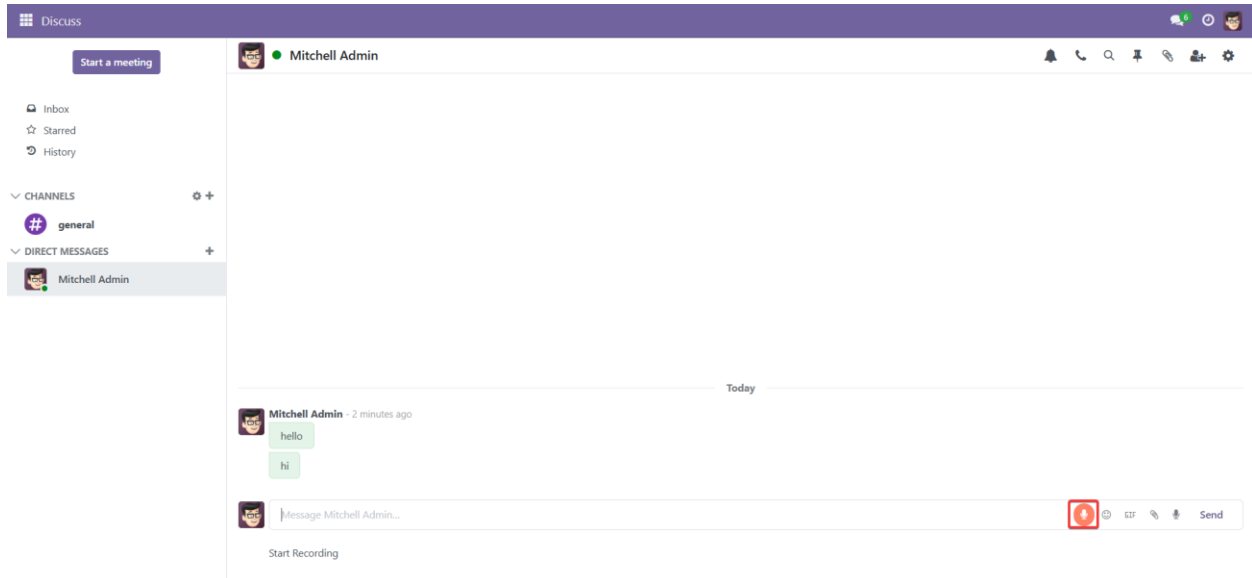 Discuss
6
Start a meeting
Mitchell Admin
Inbox
Starred
History
CHANNELS
general
DIRECT MESSAGES
Mitchell Admin
Today
Mitchell Admin - 2 minutes ago
hello
hi
Message Mitchell Admin...
GIF
Send
Start Recording